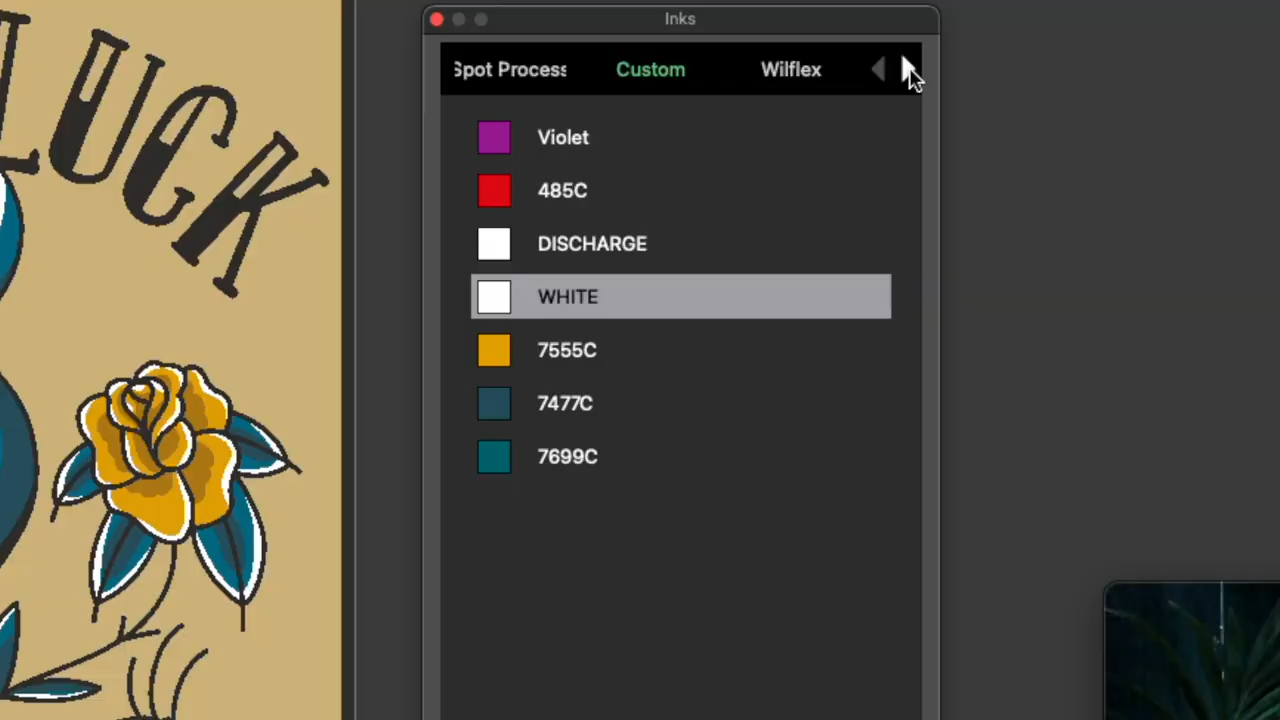 LUCK
Inks
Spot Process
Custom
Wilflex
Violet
485C
DISCHARGE
WHITE
7555C
7477C
7699C